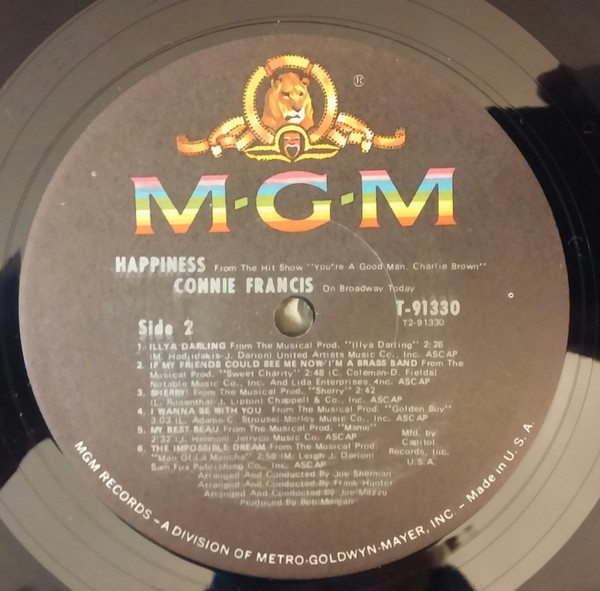 ®
M·G·M
HAPPINESS From The Hit Show "You're A Good Man, Charlie Brown"
CONNIE FRANCIS On Broadway Today
T-91330
Side 2
T2-91330
1. ILLYA DARLING From The Musical Prod. "Illya Darling" 2:26
(M. Hadjidakis-J. Darion) United Artists Music Co., Inc. ASCAP
2. IF MY FRIENDS COULD SEE ME NOW/I'M A BRASS BAND From The
Musical Prod. "Sweet Charity" 2:48 (C. Coleman-D. Fields)
Notable Music Co., Inc. And Lida Enterprises, Inc. ASCAP
3. SHERRY! From The Musical Prod. "Sherry" 2:42
(L. Rosenthal-J. Lipton) Chappell & Co., Inc. ASCAP
4. I WANNA BE WITH YOU From The Musical Prod. "Golden Boy"
3:03 (L. Adams-C. Strouse) Morley Music Co., Inc. ASCAP
5. MY BEST BEAU From The Musical Prod. "Mame"
2:32 (J. Herman) Jerryco Music Co. ASCAP
6. THE IMPOSSIBLE DREAM From The Musical Prod.
"Man Of La Mancha" 2:58 (M. Leigh-J. Darion)
Sam Fox Publishing Co., Inc. ASCAP
Mfd. by
Capitol
Records, Inc.
U.S.A.
Arranged And Conducted By Joe Sherman
Arranged And Conducted By Frank Hunter
Arranged And Conducted By Joe Mazzu
Produced By Bob Morgan
MGM RECORDS – A DIVISION OF METRO-GOLDWYN-MAYER, INC. – Made in U.S.A.